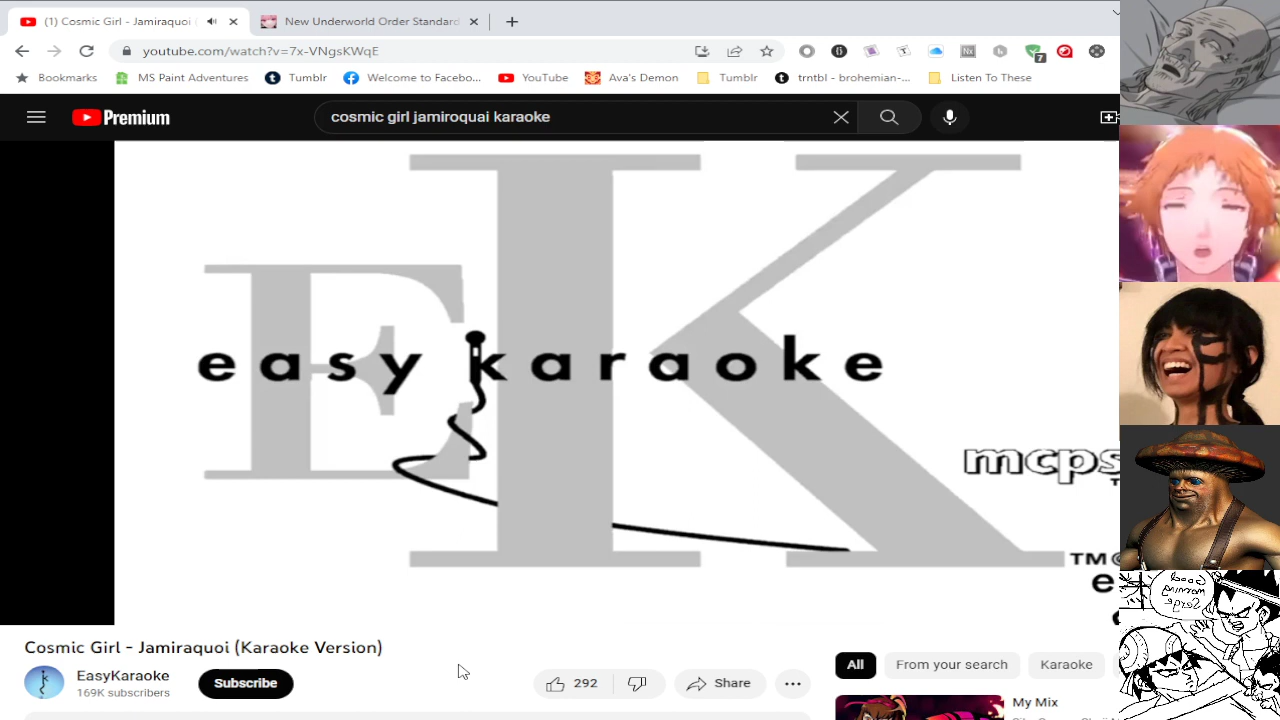 (1) Cosmic Girl - Jamiraquoi (
New Underworld Order Standard
youtube.com/watch?v=7x-VNgsKWqE
Nx
7
Bookmarks
MS Paint Adventures
Tumblr
Welcome to Facebo...
YouTube
Ava's Demon
Tumblr
trntbl - brohemian-...
Listen To These
Premium
cosmic girl jamiroquai karaoke
EK
easy karaoke
mcps
TM©
e
Cosmic Girl - Jamiraquoi (Karaoke Version)
EasyKaraoke
169K subscribers
Subscribe
292
Share
All
From your search
Karaoke
My Mix